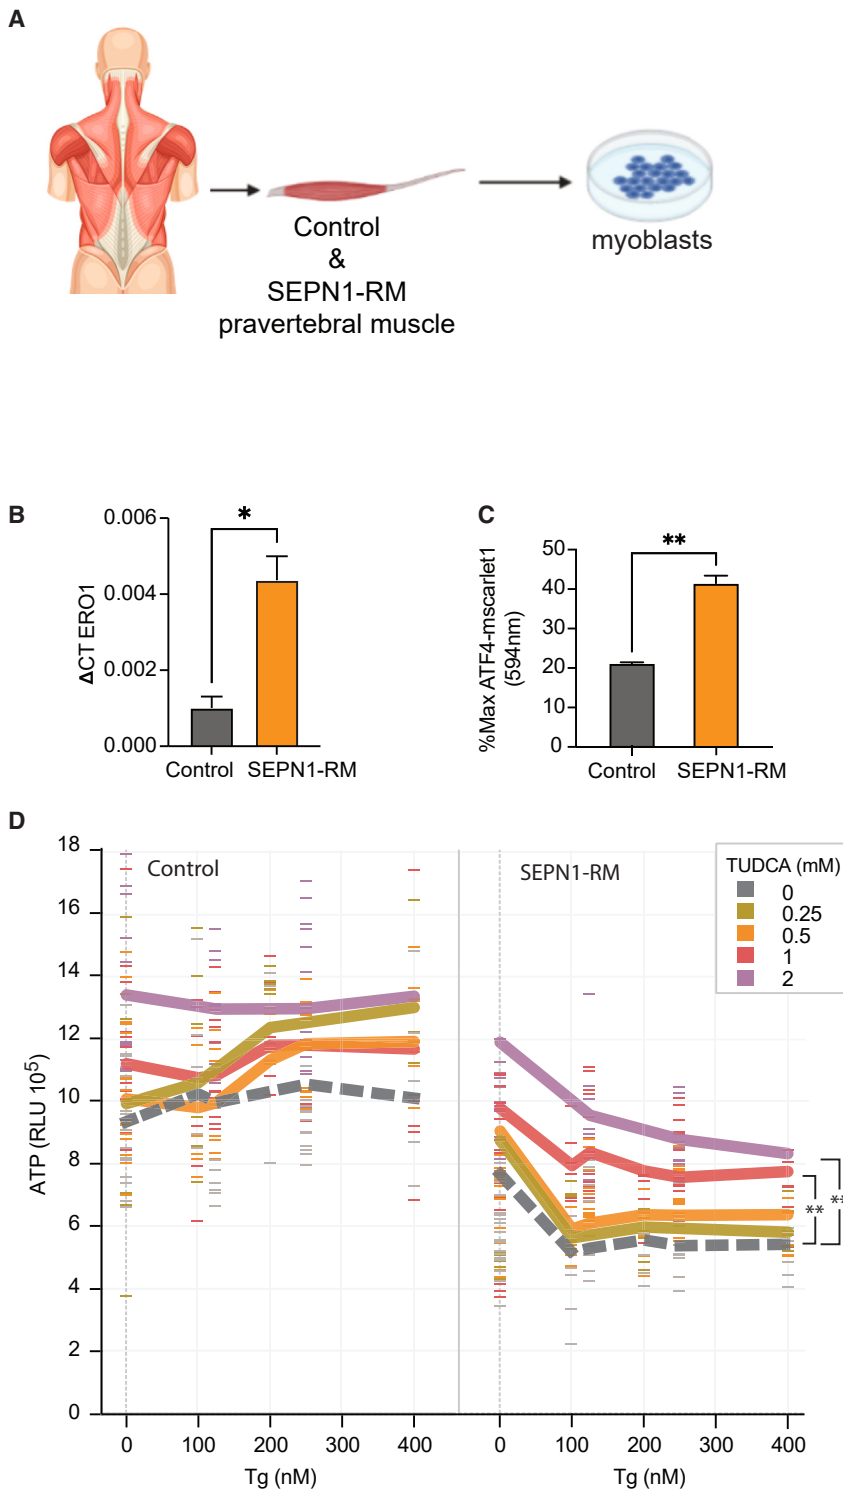 A
Control
&
SEPN1-RM
pravertebral muscle
myoblasts
B
0.006
0.004
0.002
0.000
ΔCT ERO1
*
Control
SEPN1-RM
C
50
40
30
20
10
0
%Max ATF4-mscarlet1
(594nm)
**
Control
SEPN1-RM
D
18
16
14
12
10
8
6
4
2
0
ATP (RLU 10⁵)
Control
SEPN1-RM
TUDCA (mM)
0
0.25
0.5
1
2
**
**
0 100 200 300 400
Tg (nM)
0 100 200 300 400
Tg (nM)